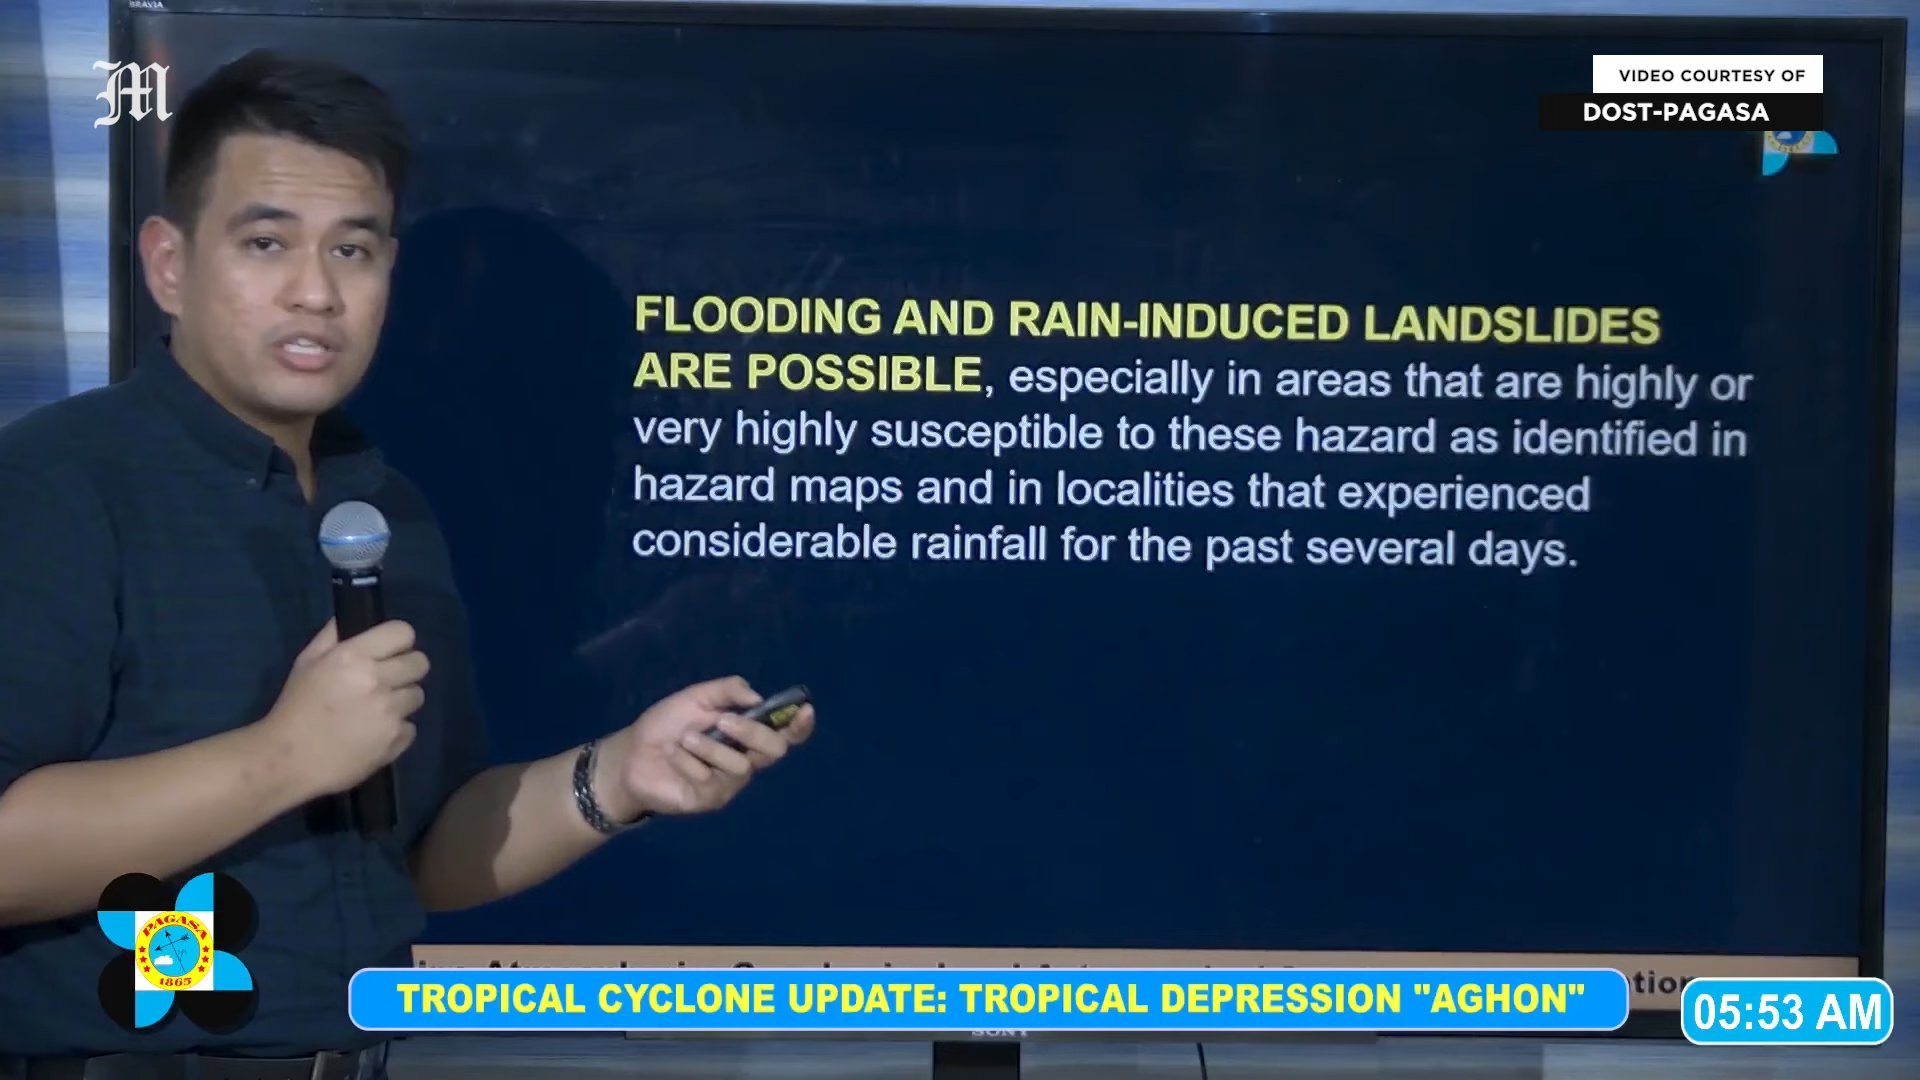 BRAVIA
M
VIDEO COURTESY OF
DOST-PAGASA
FLOODING AND RAIN-INDUCED LANDSLIDES
ARE POSSIBLE, especially in areas that are highly or
very highly susceptible to these hazard as identified in
hazard maps and in localities that experienced
considerable rainfall for the past several days.
PAGASA
1865
TROPICAL CYCLONE UPDATE: TROPICAL DEPRESSION "AGHON"
05:53 AM
SONY